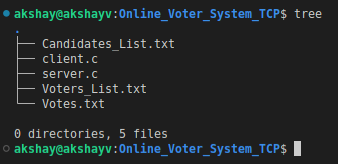 akshay@akshayv:Online_Voter_System_TCP$ tree
.
├── Candidates_List.txt
├── client.c
├── server.c
├── Voters_List.txt
└── Votes.txt

0 directories, 5 files
akshay@akshayv:Online_Voter_System_TCP$